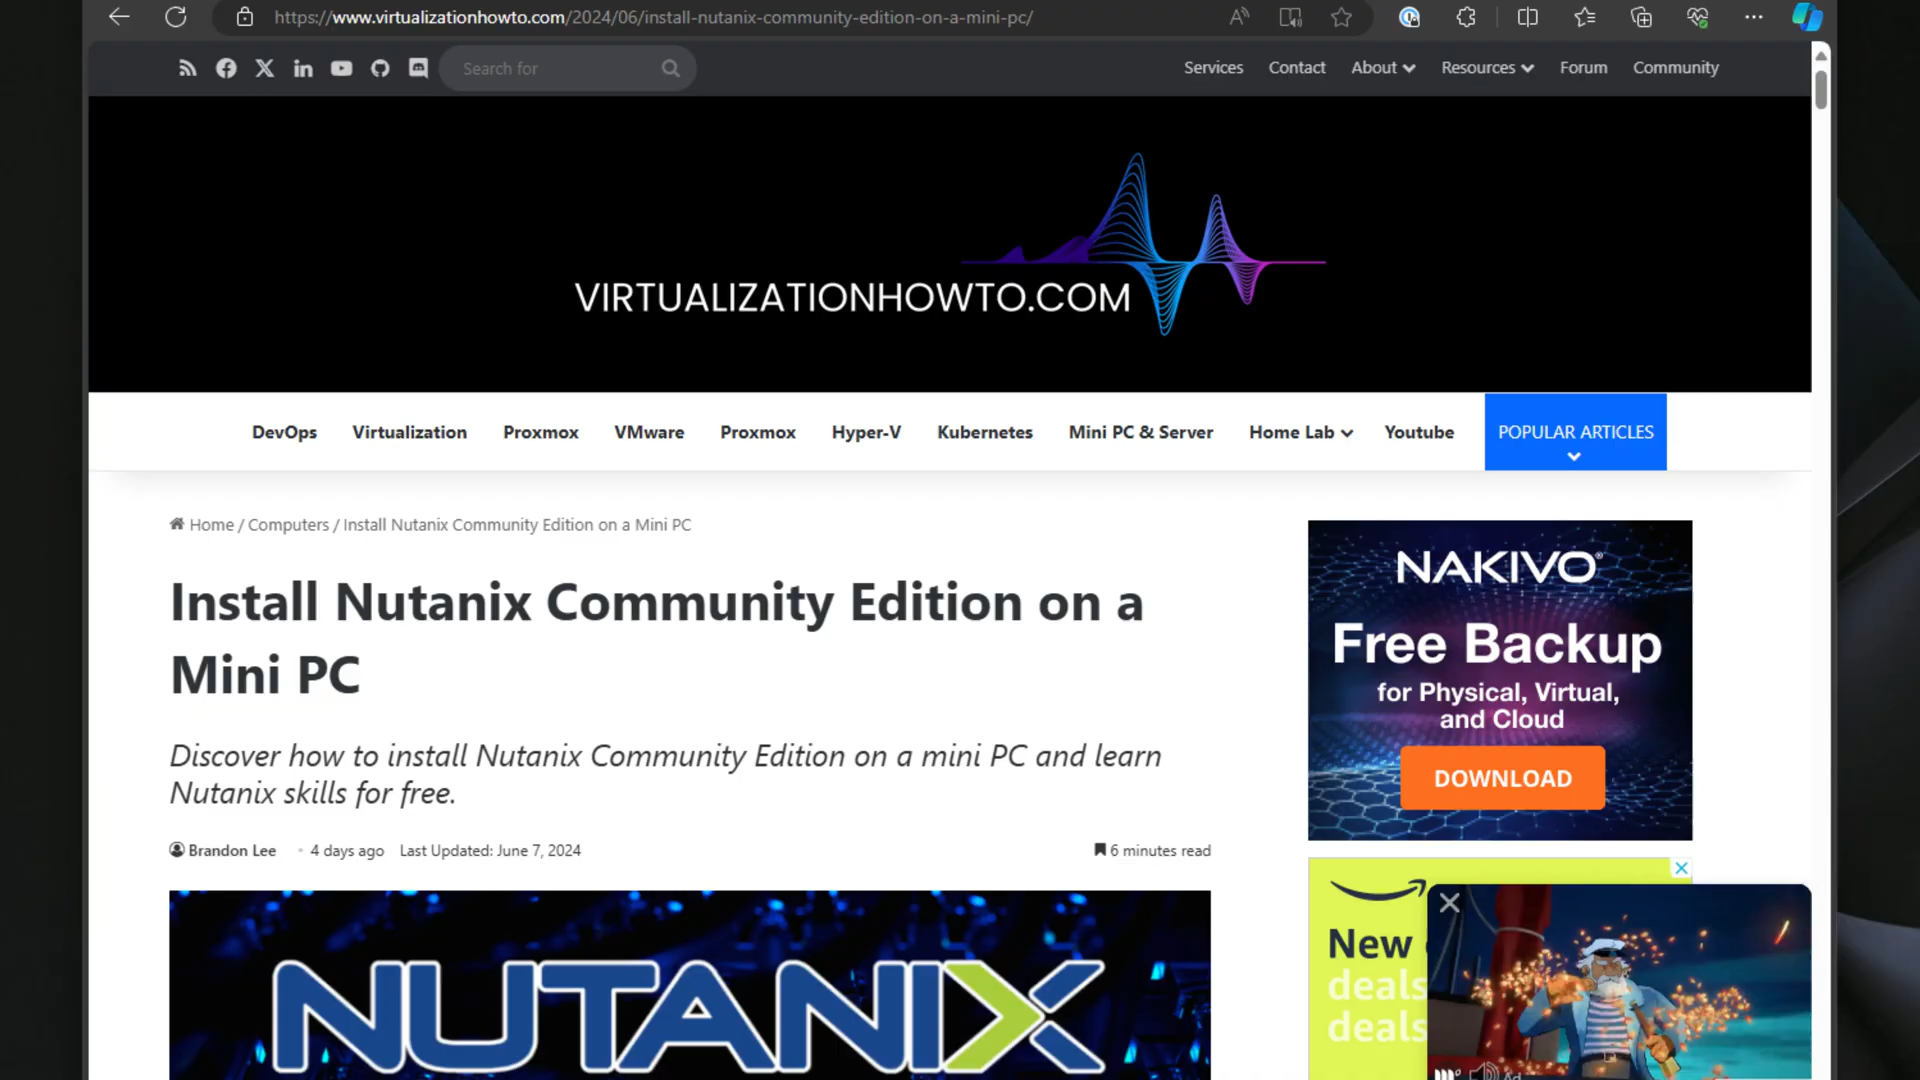 https://www.virtualizationhowto.com/2024/06/install-nutanix-community-edition-on-a-mini-pc/
Search for
Services
Contact
About
Resources
Forum
Community
VIRTUALIZATIONHOWTO.COM
DevOps
Virtualization
Proxmox
VMware
Proxmox
Hyper-V
Kubernetes
Mini PC & Server
Home Lab
Youtube
POPULAR ARTICLES
Home / Computers / Install Nutanix Community Edition on a Mini PC
Install Nutanix Community Edition on a
Mini PC
Discover how to install Nutanix Community Edition on a mini PC and learn
Nutanix skills for free.
Brandon Lee
4 days ago
Last Updated: June 7, 2024
6 minutes read
NUTANIX
NAKIVO®
Free Backup
for Physical, Virtual,
and Cloud
DOWNLOAD
New
deals
deals
Ad